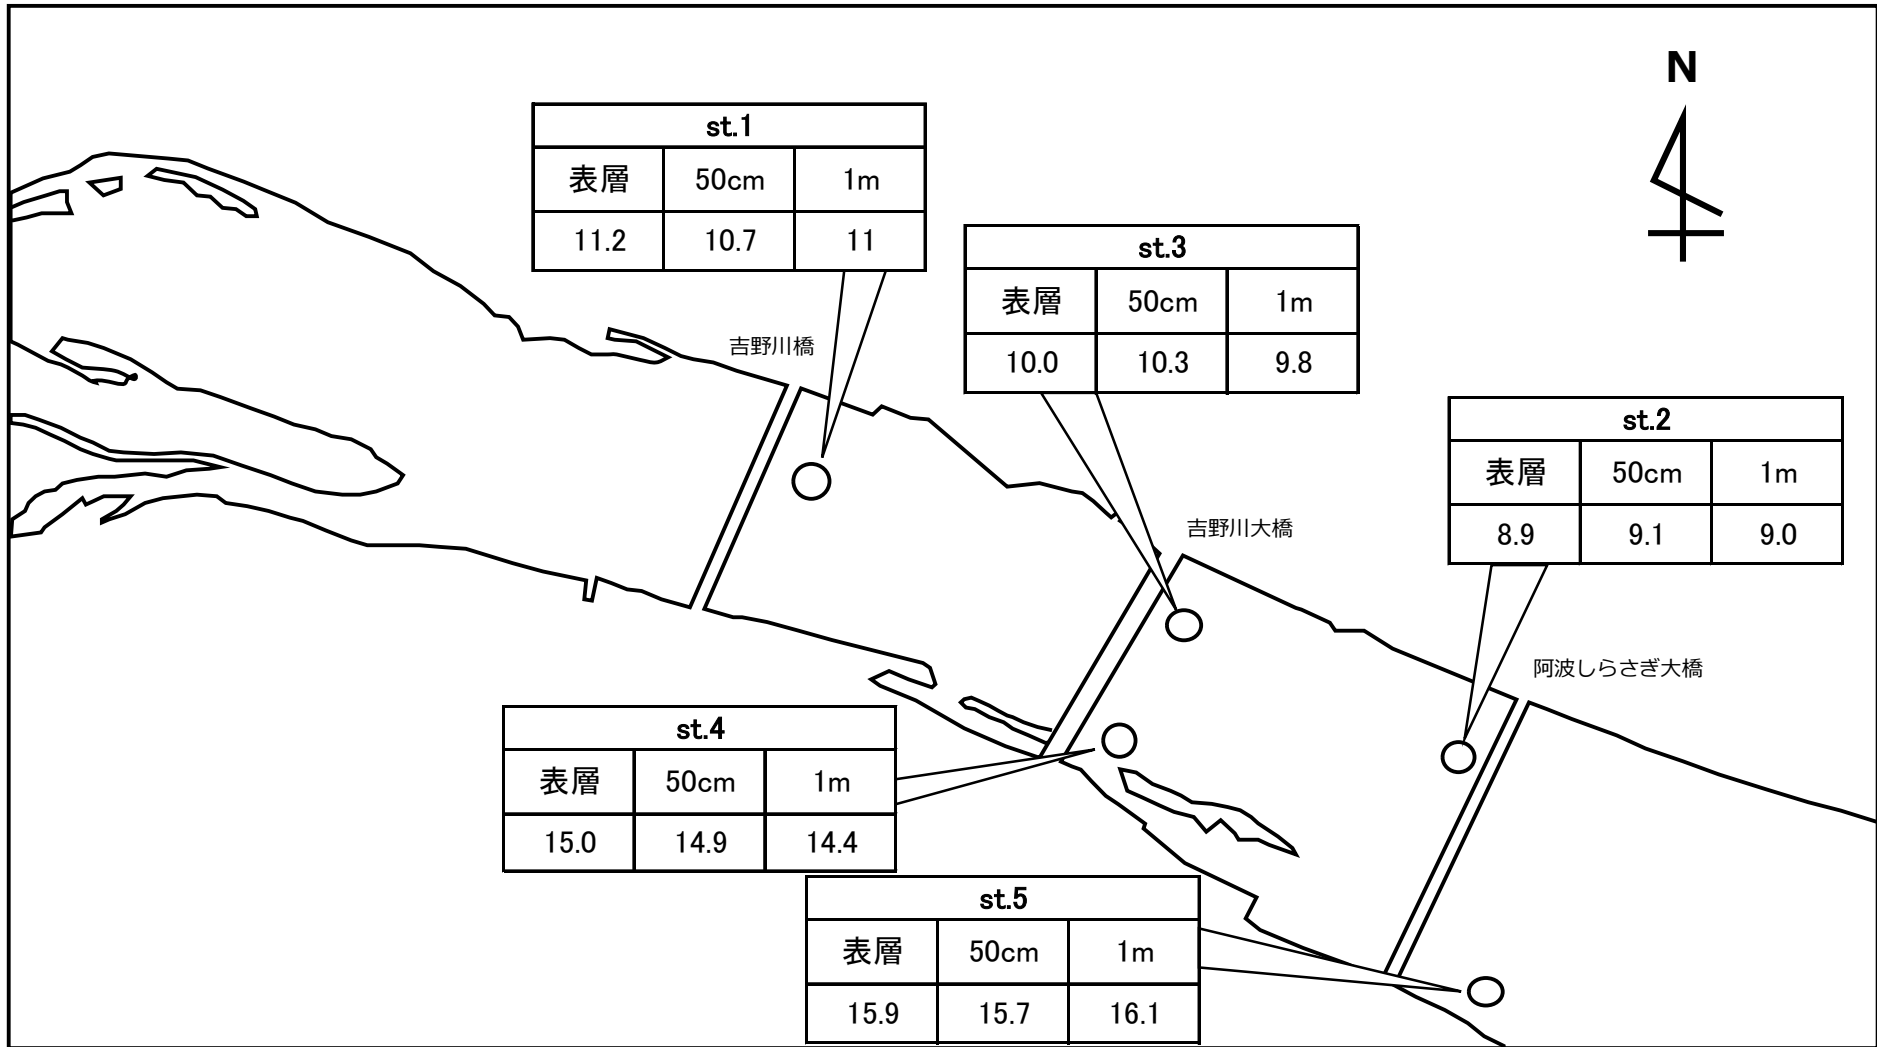 N
st.1
表層 50cm 1m
11.2 10.7 11
st.3
表層 50cm 1m
10.0 10.3 9.8
吉野川橋
st.2
表層 50cm 1m
8.9 9.1 9.0
吉野川大橋
阿波しらさぎ大橋
st.4
表層 50cm 1m
15.0 14.9 14.4
st.5
表層 50cm 1m
15.9 15.7 16.1